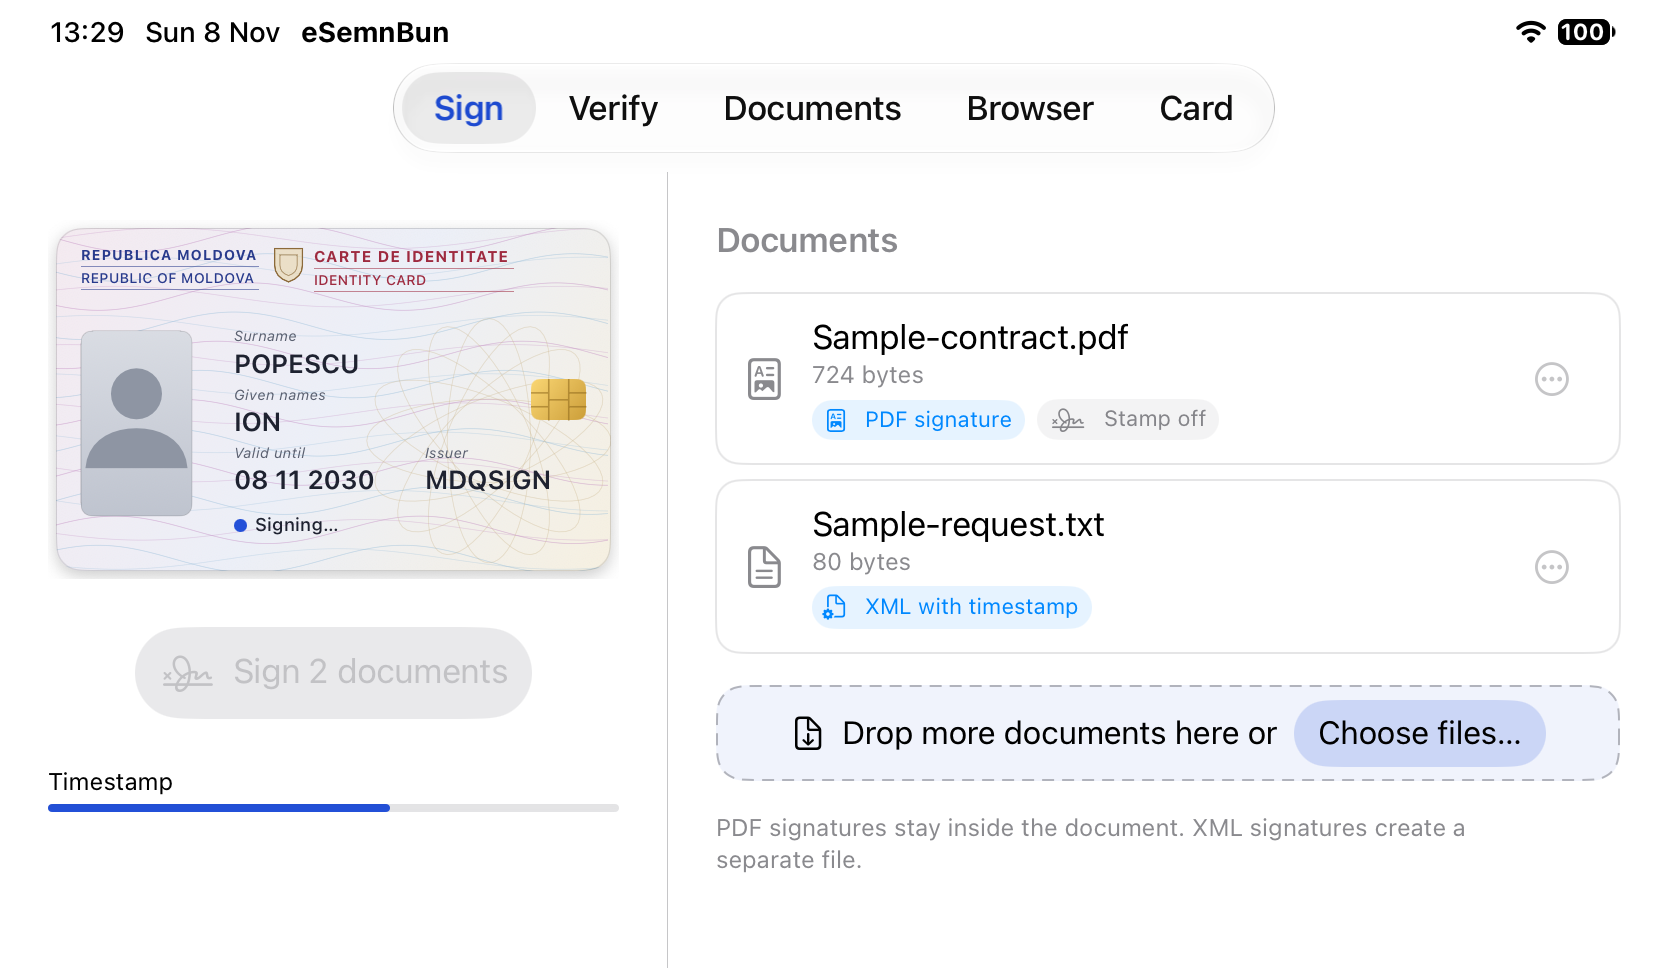 13:29 Sun 8 Nov eSemnBun
100
Sign Verify Documents Browser Card
REPUBLICA MOLDOVA
REPUBLIC OF MOLDOVA
CARTE DE IDENTITATE
IDENTITY CARD
Surname
POPESCU
Given names
ION
Valid until
08 11 2030
Issuer
MDQSIGN
Signing...
Sign 2 documents
Timestamp
Documents
Sample-contract.pdf
724 bytes
PDF signature
Stamp off
Sample-request.txt
80 bytes
XML with timestamp
Drop more documents here or Choose files...
PDF signatures stay inside the document. XML signatures create a
separate file.